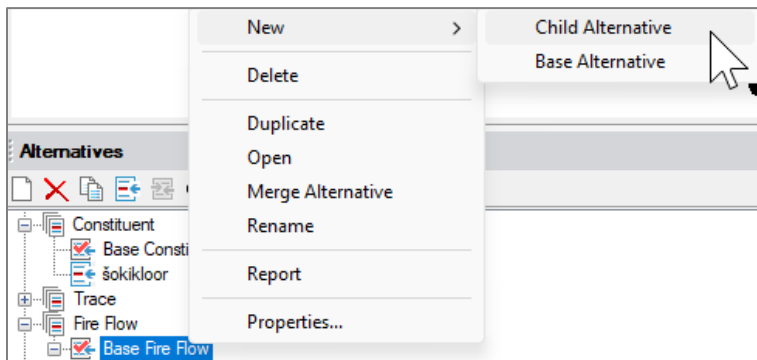 New
Child Alternative
Base Alternative
Delete
Duplicate
Open
Merge Alternative
Rename
Report
Properties...
Alternatives
Constituent
Base Consti
šokikloor
Trace
Fire Flow
Base Fire Flow